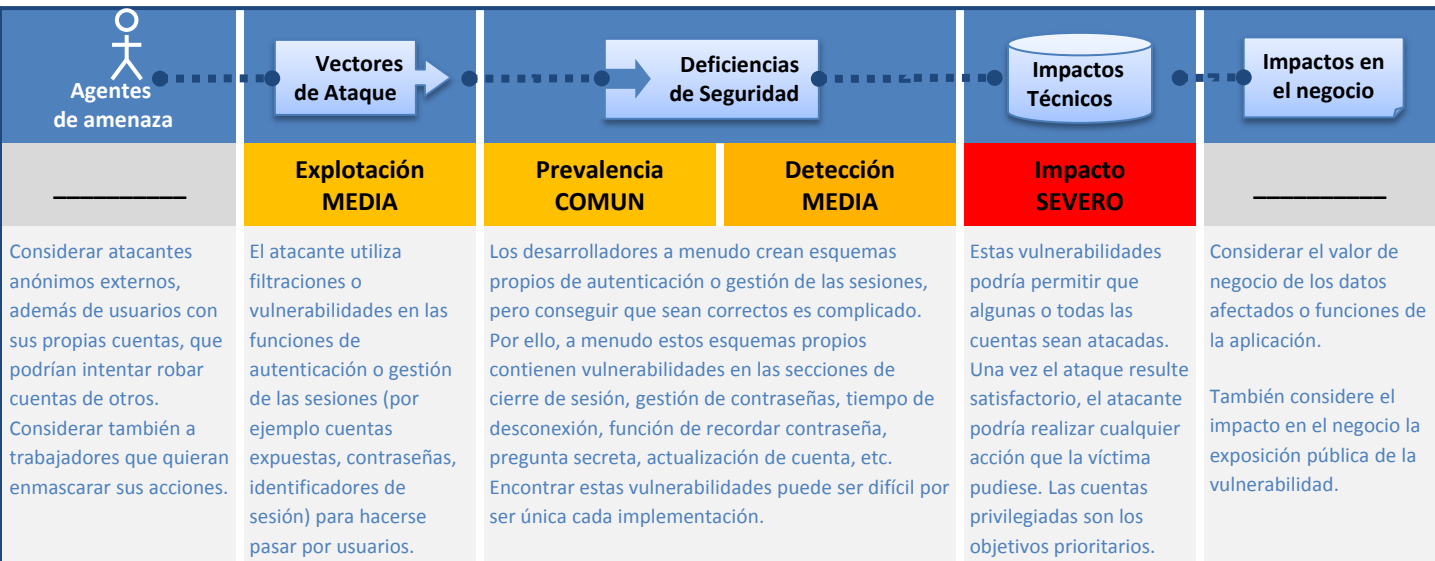 Agentes
de amenaza
Vectores
de Ataque
Deficiencias
de Seguridad
Impactos
Técnicos
Impactos en
el negocio
__________
Explotación
MEDIA
Prevalencia
COMUN
Detección
MEDIA
Impacto
SEVERO
__________
Considerar atacantes
anónimos externos,
además de usuarios con
sus propias cuentas, que
podrían intentar robar
cuentas de otros.
Considerar también a
trabajadores que quieran
enmascarar sus acciones.
El atacante utiliza
filtraciones o
vulnerabilidades en las
funciones de
autenticación o gestión
de las sesiones (por
ejemplo cuentas
expuestas, contraseñas,
identificadores de
sesión) para hacerse
pasar por usuarios.
Los desarrolladores a menudo crean esquemas
propios de autenticación o gestión de las sesiones,
pero conseguir que sean correctos es complicado.
Por ello, a menudo estos esquemas propios
contienen vulnerabilidades en las secciones de
cierre de sesión, gestión de contraseñas, tiempo de
desconexión, función de recordar contraseña,
pregunta secreta, actualización de cuenta, etc.
Encontrar estas vulnerabilidades puede ser difícil por
ser única cada implementación.
Estas vulnerabilidades
podría permitir que
algunas o todas las
cuentas sean atacadas.
Una vez el ataque resulte
satisfactorio, el atacante
podría realizar cualquier
acción que la víctima
pudiese. Las cuentas
privilegiadas son los
objetivos prioritarios.
Considerar el valor de
negocio de los datos
afectados o funciones de
la aplicación.
También considere el
impacto en el negocio la
exposición pública de la
vulnerabilidad.